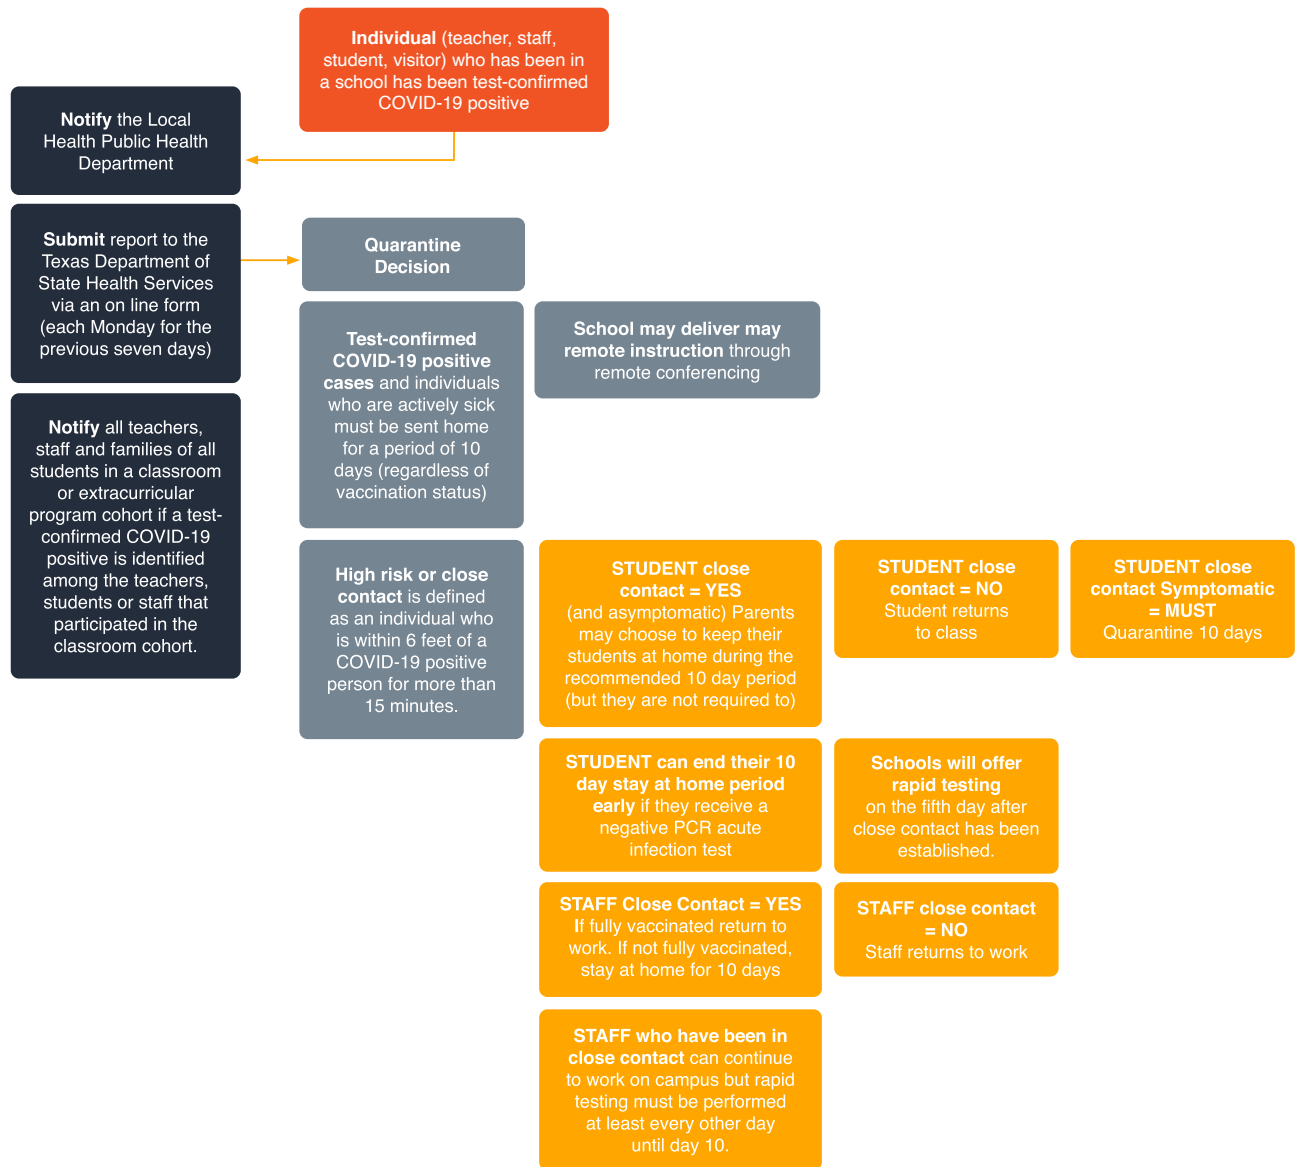 Individual (teacher, staff,
student, visitor) who has been in
a school has been test-confirmed
COVID-19 positive
Notify the Local
Health Public Health
Department
Submit report to the
Texas Department of
State Health Services
via an on line form
(each Monday for the
previous seven days)
Notify all teachers,
staff and families of all
students in a classroom
or extracurricular
program cohort if a test-
confirmed COVID-19
positive is identified
among the teachers,
students or staff that
participated in the
classroom cohort.
Quarantine
Decision
Test-confirmed
COVID-19 positive
cases and individuals
who are actively sick
must be sent home
for a period of 10
days (regardless of
vaccination status)
School may deliver may
remote instruction through
remote conferencing
High risk or close
contact is defined
as an individual who
is within 6 feet of a
COVID-19 positive
person for more than
15 minutes.
STUDENT close
contact = YES
(and asymptomatic) Parents
may choose to keep their
students at home during the
recommended 10 day period
(but they are not required to)
STUDENT close
contact = NO
Student returns
to class
STUDENT close
contact Symptomatic
= MUST
Quarantine 10 days
STUDENT can end their 10
day stay at home period
early if they receive a
negative PCR acute
infection test
Schools will offer
rapid testing
on the fifth day after
close contact has been
established.
STAFF Close Contact = YES
If fully vaccinated return to
work. If not fully vaccinated,
stay at home for 10 days
STAFF close contact
= NO
Staff returns to work
STAFF who have been in
close contact can continue
to work on campus but rapid
testing must be performed
at least every other day
until day 10.